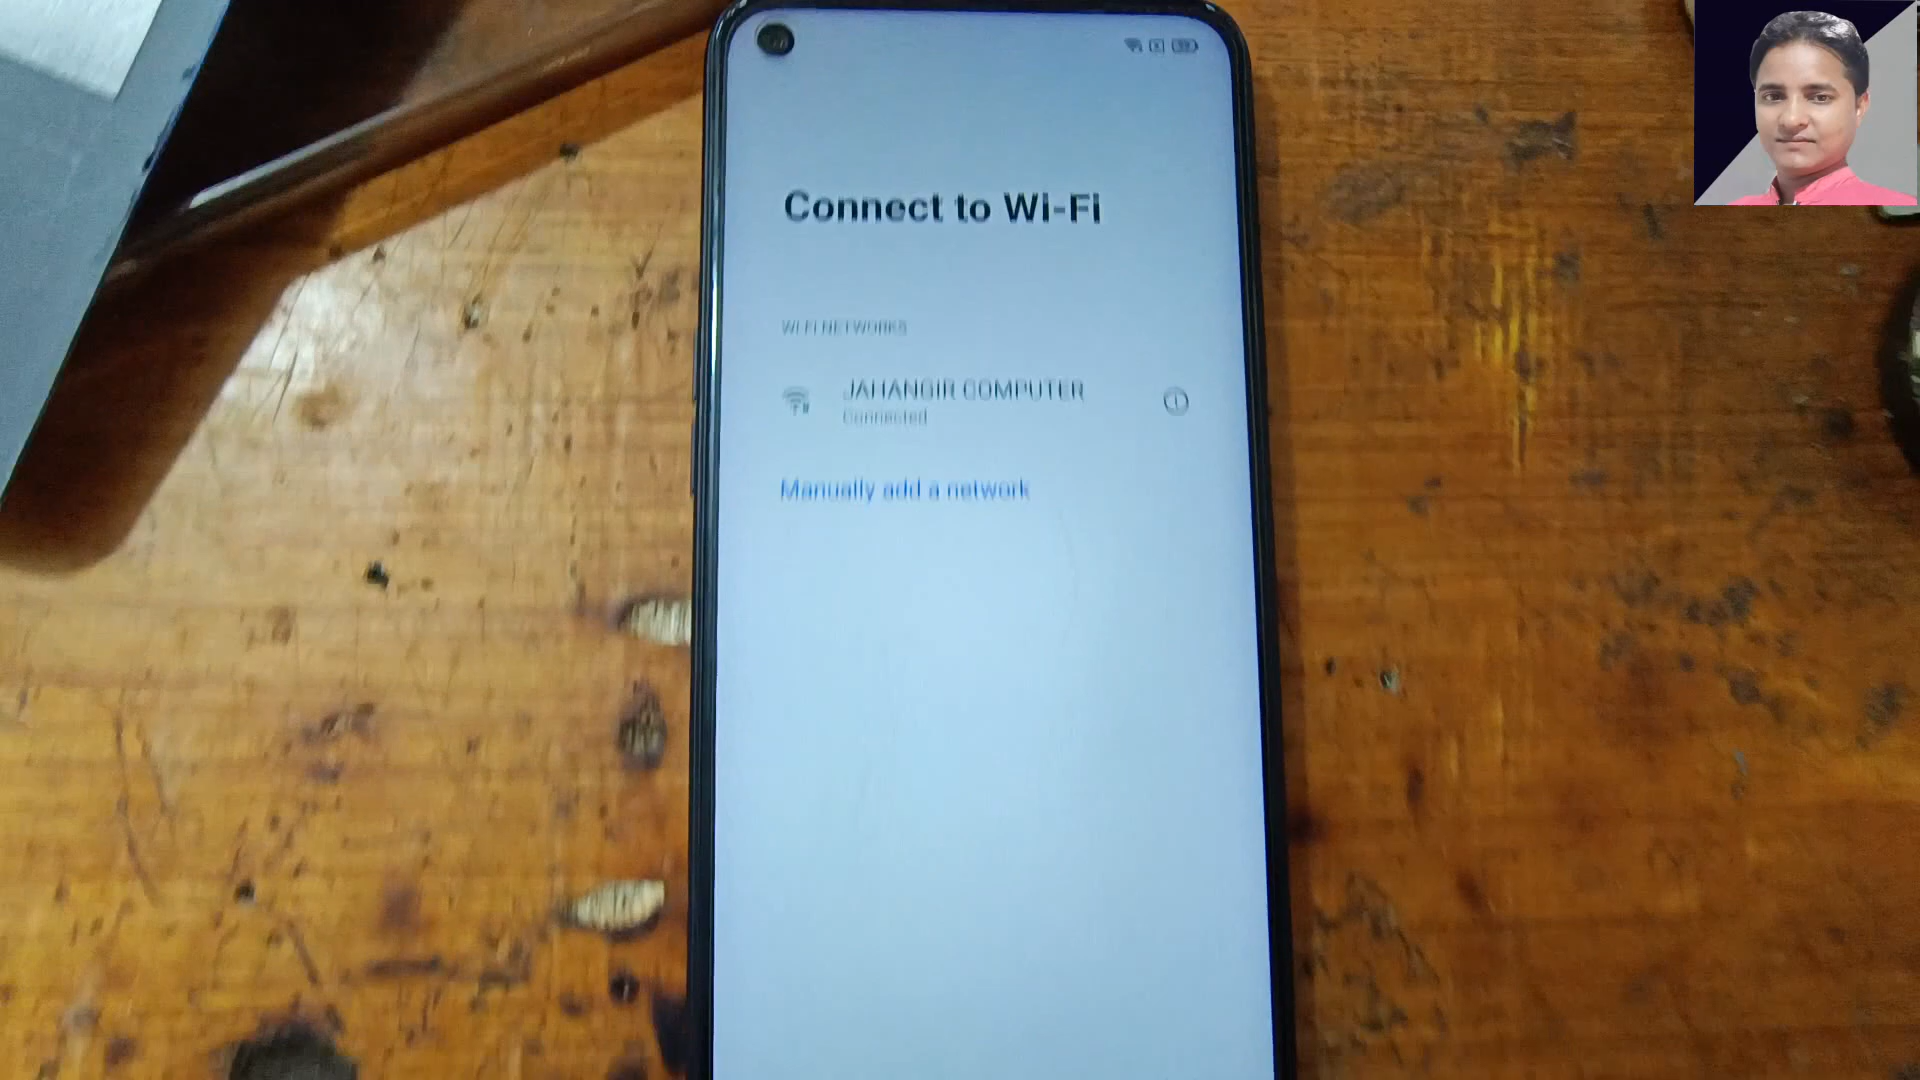 Connect to Wi-Fi
WI-FI NETWORKS
JAHANGIR COMPUTER
Connected
Manually add a network